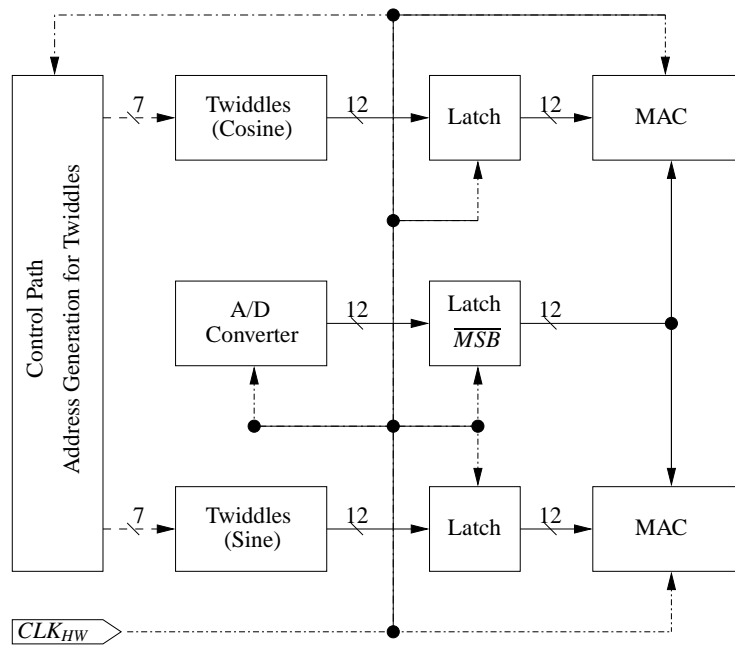 7
Twiddles
(Cosine)
12
Latch
12
MAC
Control Path
Address Generation for Twiddles
A/D
Converter
12
Latch
MSB
12
7
Twiddles
(Sine)
12
Latch
12
MAC
CLK_HW